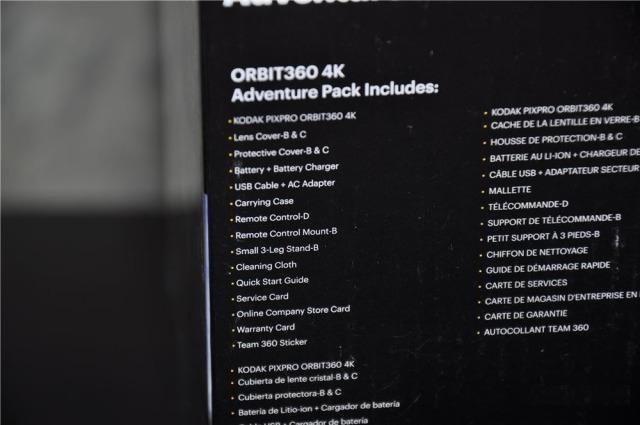 ORBIT360 4K
Adventure Pack Includes:
• KODAK PIXPRO ORBIT360 4K
• Lens Cover-B & C
• Protective Cover-B & C
• Battery + Battery Charger
• USB Cable + AC Adapter
• Carrying Case
• Remote Control-D
• Remote Control Mount-B
• Small 3-Leg Stand-B
• Cleaning Cloth
• Quick Start Guide
• Service Card
• Online Company Store Card
• Warranty Card
• Team 360 Sticker
• KODAK PIXPRO ORBIT360 4K
• Cubierta de lente cristal-B & C
• Cubierta protectora-B & C
• Batería de Litio-ion + Cargador de batería
• KODAK PIXPRO ORBIT360 4K
• CACHE DE LA LENTILLE EN VERRE-B
• HOUSSE DE PROTECTION-B & C
• BATTERIE AU LI-ION + CHARGEUR DE
• CÂBLE USB + ADAPTATEUR SECTEUR
• MALLETTE
• TÉLÉCOMMANDE-D
• SUPPORT DE TÉLÉCOMMANDE-B
• PETIT SUPPORT À 3 PIEDS-B
• CHIFFON DE NETTOYAGE
• GUIDE DE DÉMARRAGE RAPIDE
• CARTE DE SERVICES
• CARTE DE MAGASIN D'ENTREPRISE EN
• CARTE DE GARANTIE
• AUTOCOLLANT TEAM 360